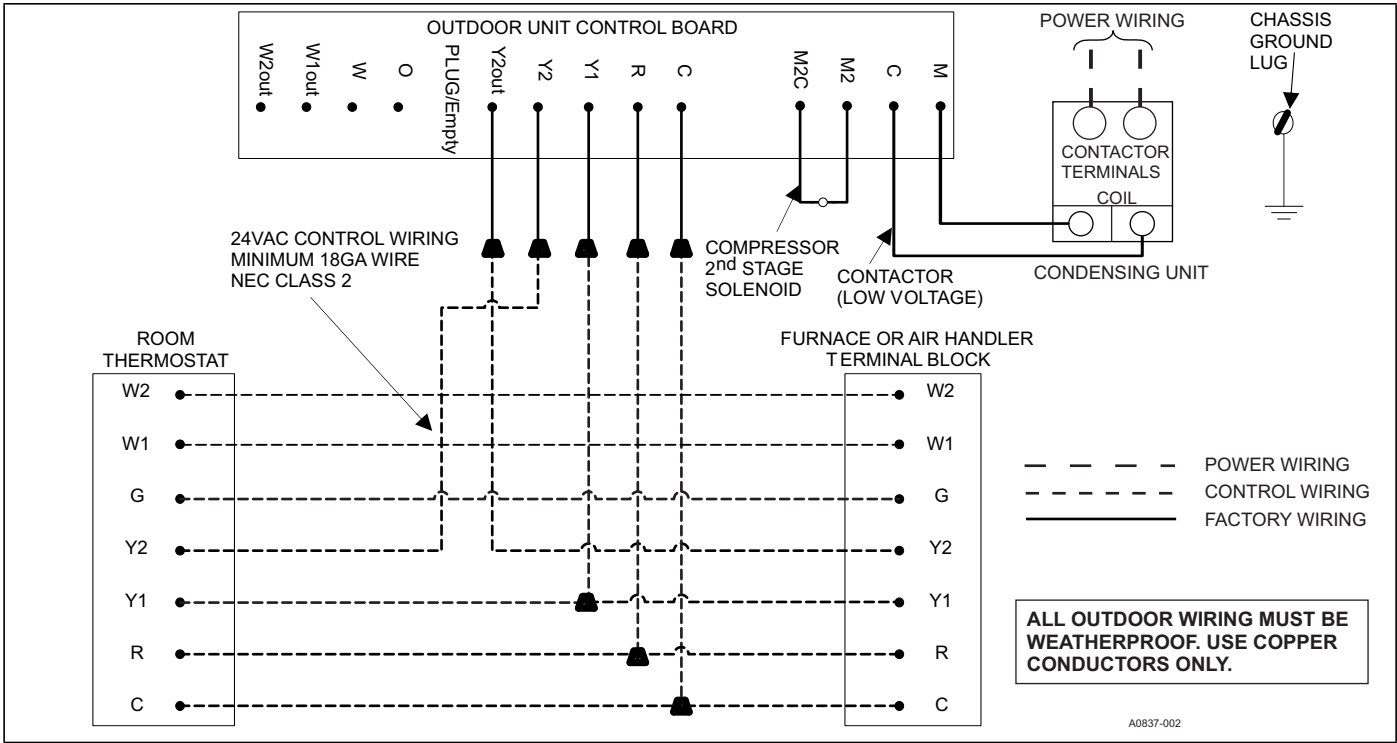 OUTDOOR UNIT CONTROL BOARD
W2out
W1out
W
O
PLUG/Empty
Y2out
Y2
Y1
R
C
M2C
M2
C
M
POWER WIRING
CHASSIS
GROUND
LUG
CONTACTOR
TERMINALS
COIL
CONDENSING UNIT
24VAC CONTROL WIRING
MINIMUM 18GA WIRE
NEC CLASS 2
COMPRESSOR
2nd STAGE
SOLENOID
CONTACTOR
(LOW VOLTAGE)
ROOM
THERMOSTAT
W2
W1
G
Y2
Y1
R
C
FURNACE OR AIR HANDLER
TERMINAL BLOCK
W2
W1
G
Y2
Y1
R
C
POWER WIRING
CONTROL WIRING
FACTORY WIRING
ALL OUTDOOR WIRING MUST BE
WEATHERPROOF. USE COPPER
CONDUCTORS ONLY.
A0837-002